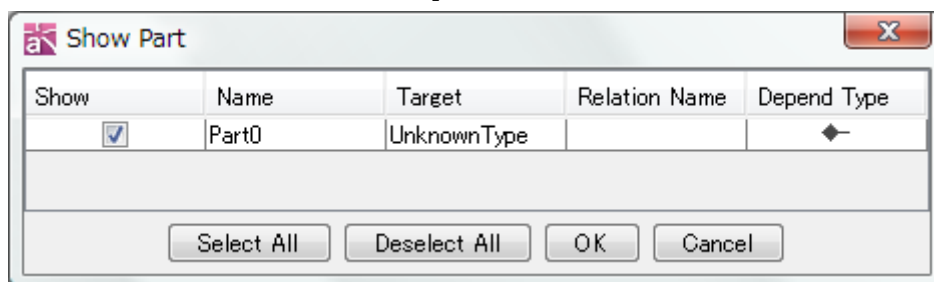 Show Part
Show Name Target Relation Name Depend Type
Part0 UnknownType
Select All Deselect All OK Cancel